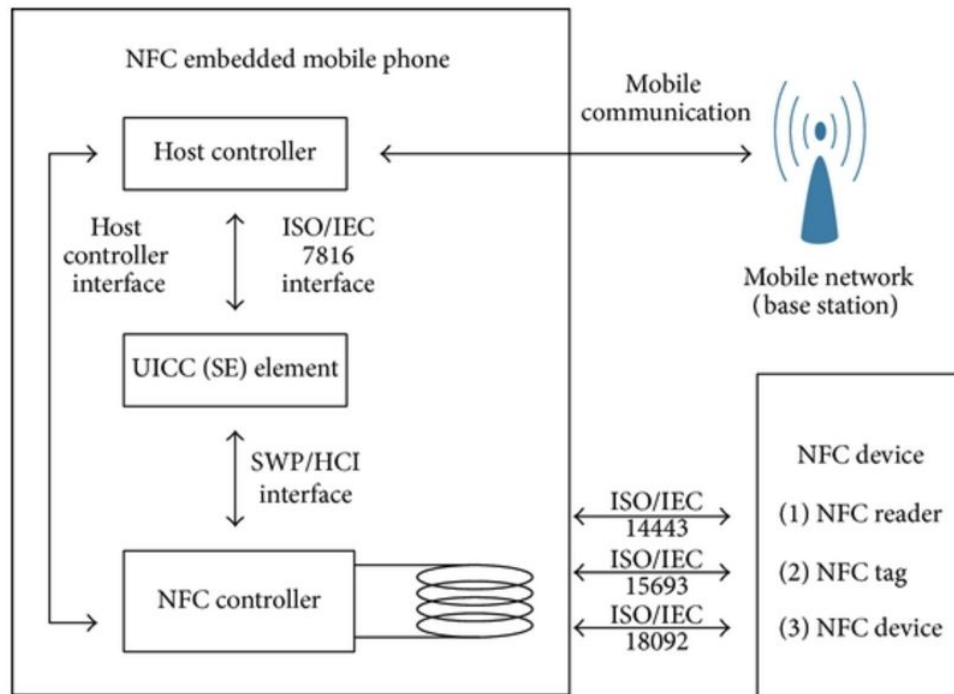 NFC embedded mobile phone
Host controller
Host
controller
interface
ISO/IEC
7816
interface
UICC (SE) element
SWP/HCI
interface
NFC controller
Mobile
communication
Mobile network
(base station)
ISO/IEC
14443
ISO/IEC
15693
ISO/IEC
18092
NFC device
(1) NFC reader
(2) NFC tag
(3) NFC device